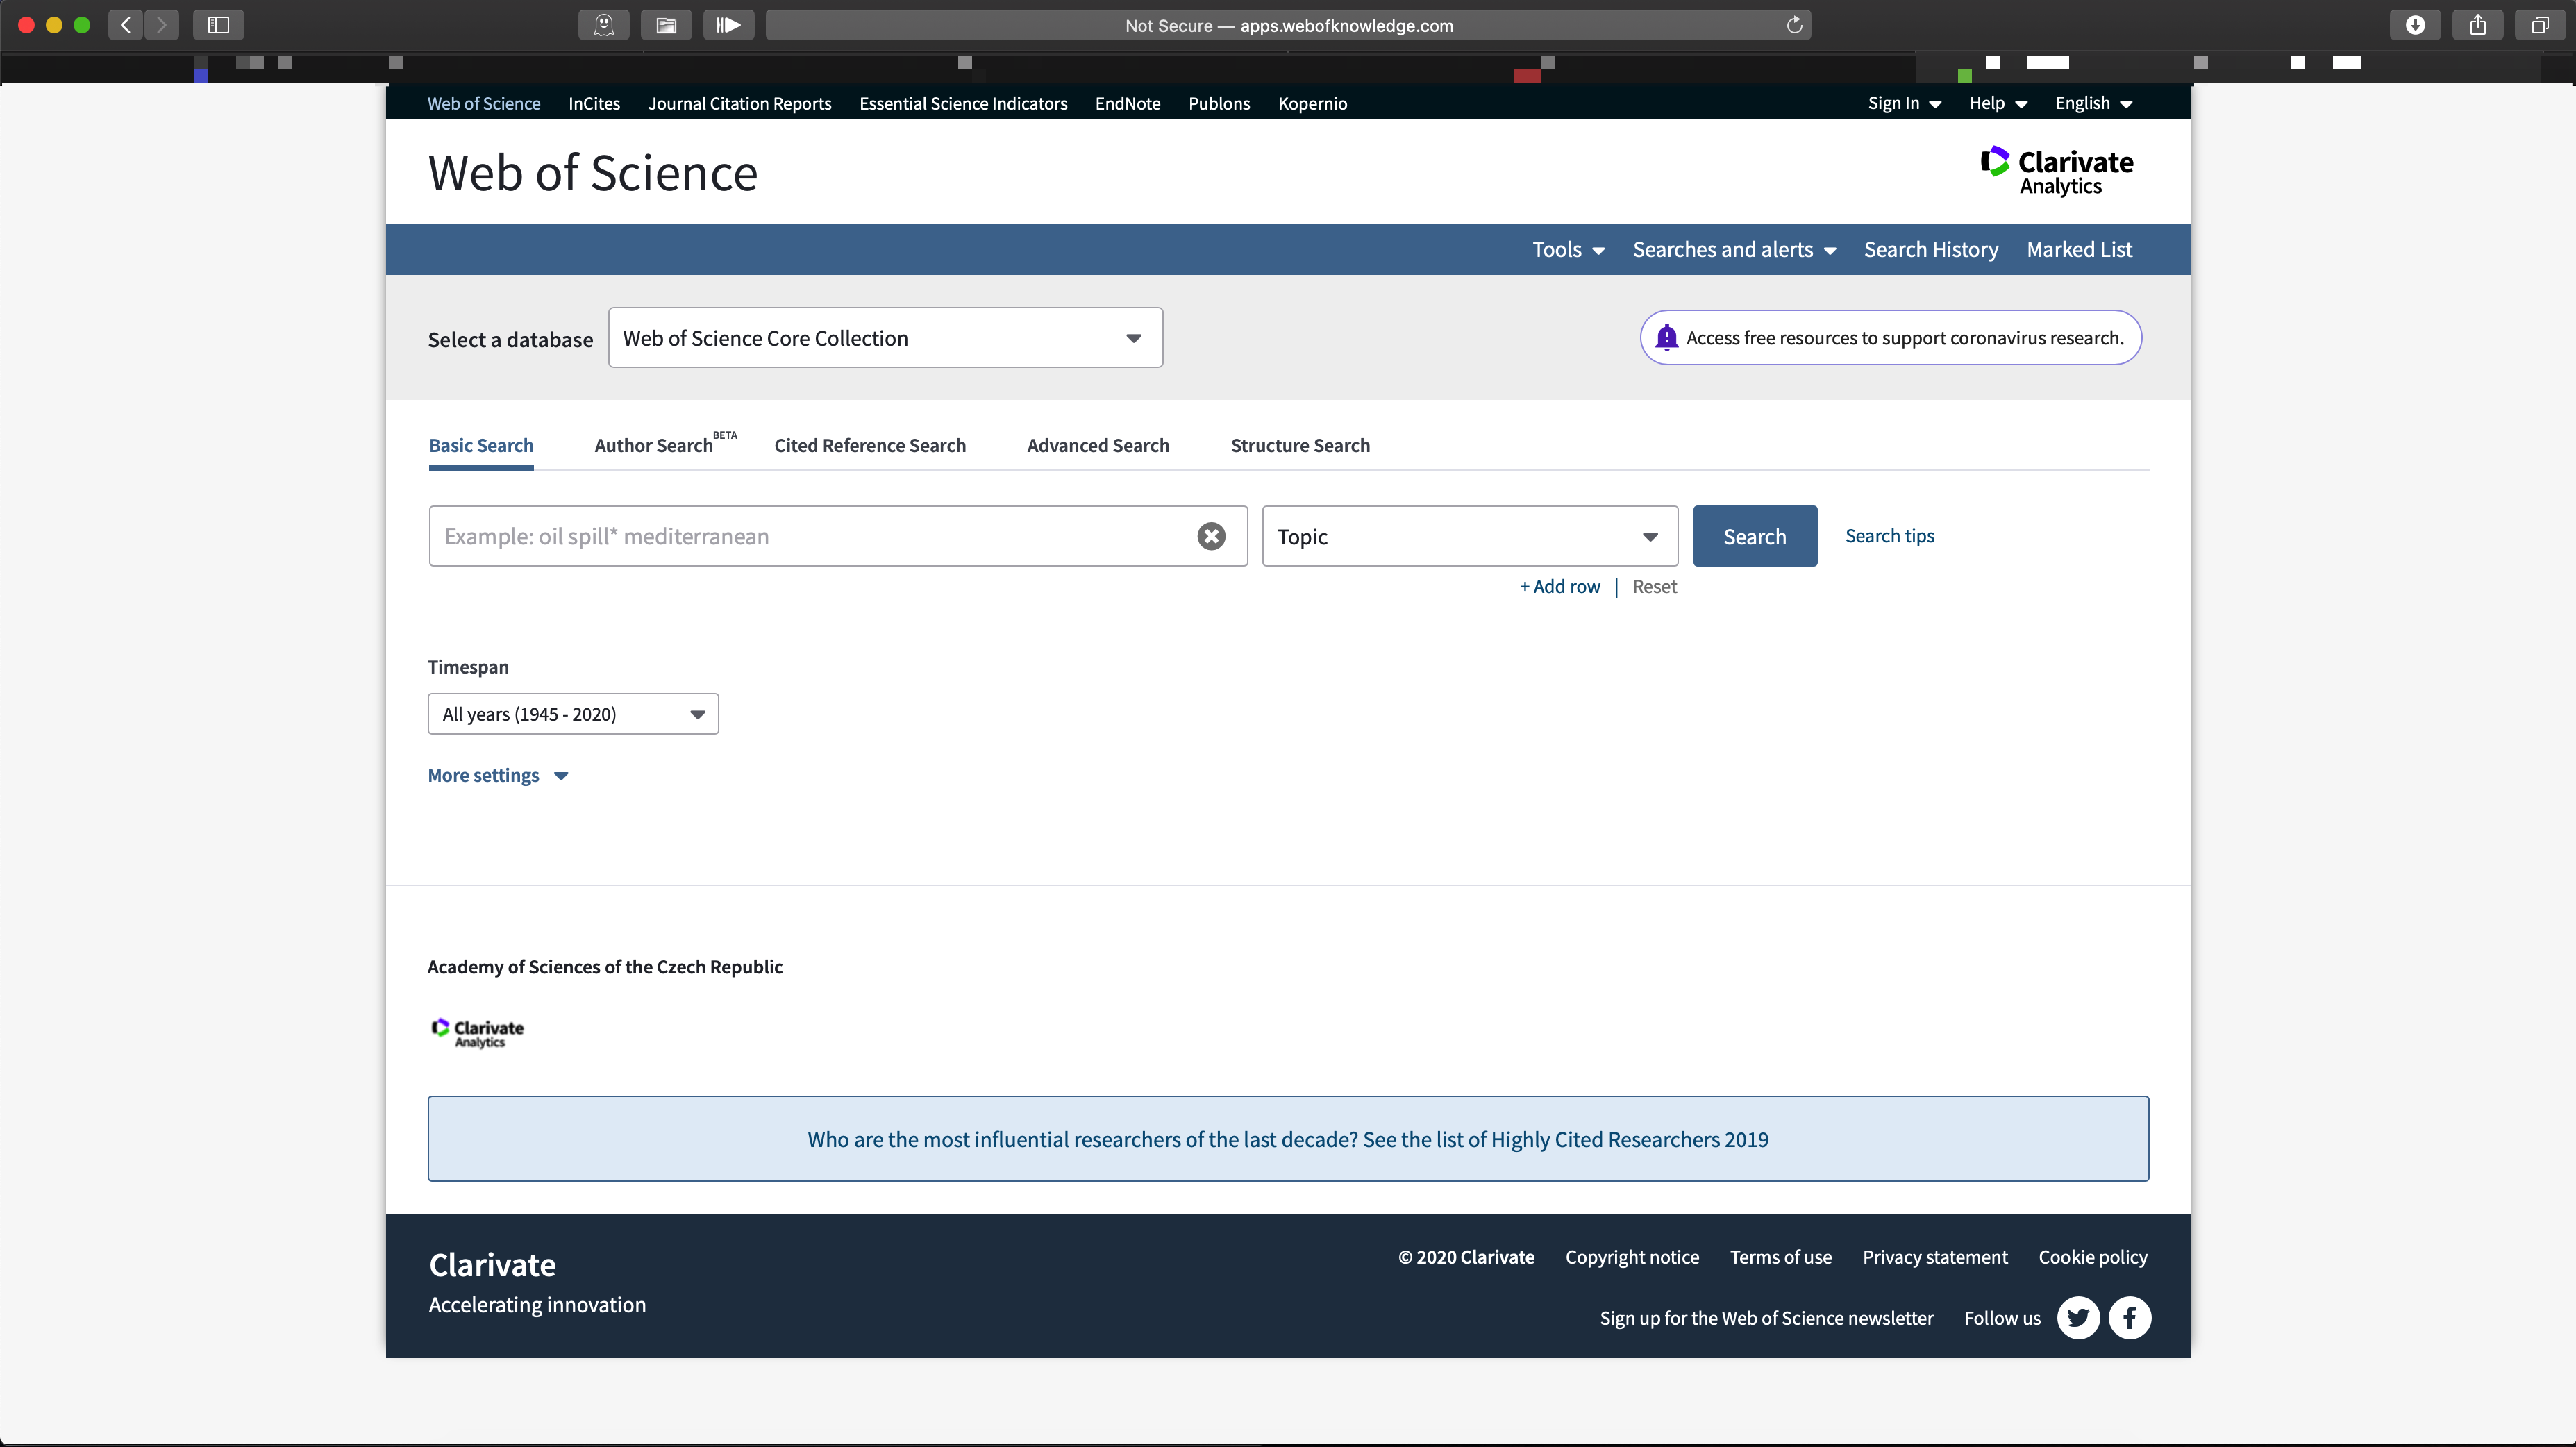 Not Secure — apps.webofknowledge.com
Web of Science InCites Journal Citation Reports Essential Science Indicators EndNote Publons Kopernio Sign In Help English
Web of Science
Clarivate
Analytics
Tools Searches and alerts Search History Marked List
Select a database Web of Science Core Collection Access free resources to support coronavirus research.
Basic Search Author Search BETA Cited Reference Search Advanced Search Structure Search
Example: oil spill* mediterranean Topic Search Search tips
+ Add row | Reset
Timespan
All years (1945 - 2020)
More settings
Academy of Sciences of the Czech Republic
Clarivate
Analytics
Who are the most influential researchers of the last decade? See the list of Highly Cited Researchers 2019
Clarivate
Accelerating innovation
© 2020 Clarivate Copyright notice Terms of use Privacy statement Cookie policy
Sign up for the Web of Science newsletter Follow us